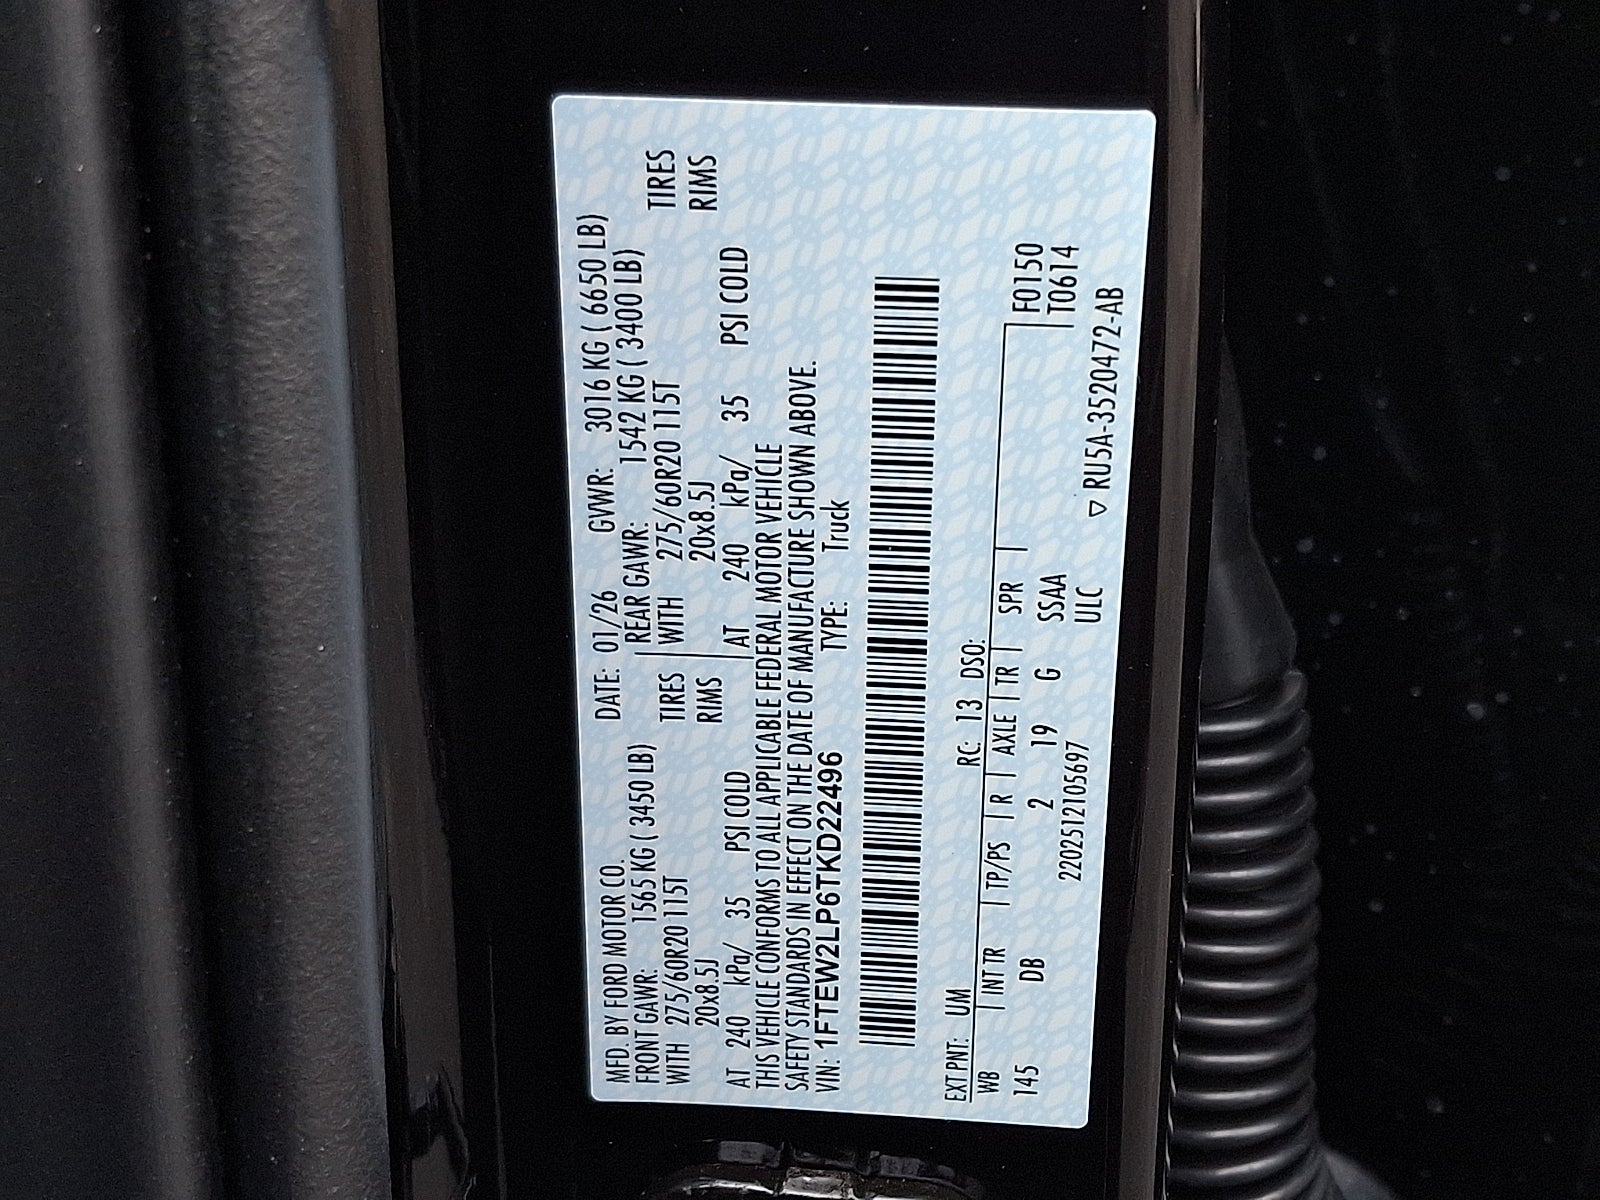 MFD. BY FORD MOTOR CO. DATE: 01/26 GVWR: 3016 KG ( 6650 LB)
FRONT GAWR: 1565 KG ( 3450 LB) REAR GAWR: 1542 KG ( 3400 LB)
WITH 275/60R20 115T TIRES WITH 275/60R20 115T TIRES
20x8.5J RIMS 20x8.5J RIMS
AT 240 kPa/ 35 PSI COLD AT 240 kPa/ 35 PSI COLD
THIS VEHICLE CONFORMS TO ALL APPLICABLE FEDERAL MOTOR VEHICLE
SAFETY STANDARDS IN EFFECT ON THE DATE OF MANUFACTURE SHOWN ABOVE.
VIN: 1FTEW2LP6TKD22496 TYPE: Truck
EXT PNT: UM RC: 13 DSO:
WB | INT TR | TP/PS | R | AXLE | TR | SPR | F0150
145 DB 2 19 G SSAA T0614
2202512105697 ULC
▽ RU5A-3520472-AB